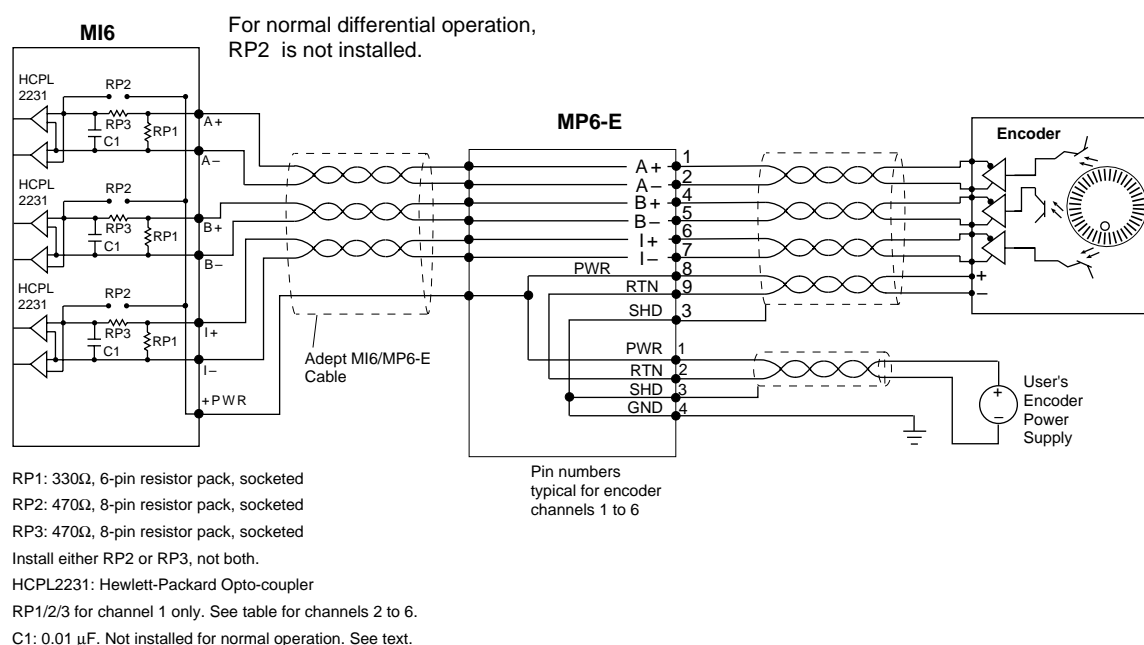 For normal differential operation,
RP2 is not installed.
MI6
HCPL
2231
RP2
RP3
C1
RP1
A+
A−
HCPL
2231
RP2
RP3
C1
RP1
B+
B−
HCPL
2231
RP2
RP3
C1
RP1
I+
I−
+PWR
Adept MI6/MP6-E
Cable
MP6-E
A+ 1
A− 2
B+ 4
B− 5
I+ 6
I− 7
PWR 8
RTN 9
SHD 3
PWR 1
RTN 2
SHD 3
GND 4
Pin numbers
typical for encoder
channels 1 to 6
Encoder
+
−
+
−
User's
Encoder
Power
Supply
RP1: 330Ω, 6-pin resistor pack, socketed
RP2: 470Ω, 8-pin resistor pack, socketed
RP3: 470Ω, 8-pin resistor pack, socketed
Install either RP2 or RP3, not both.
HCPL2231: Hewlett-Packard Opto-coupler
RP1/2/3 for channel 1 only. See table for channels 2 to 6.
C1: 0.01 μF. Not installed for normal operation. See text.